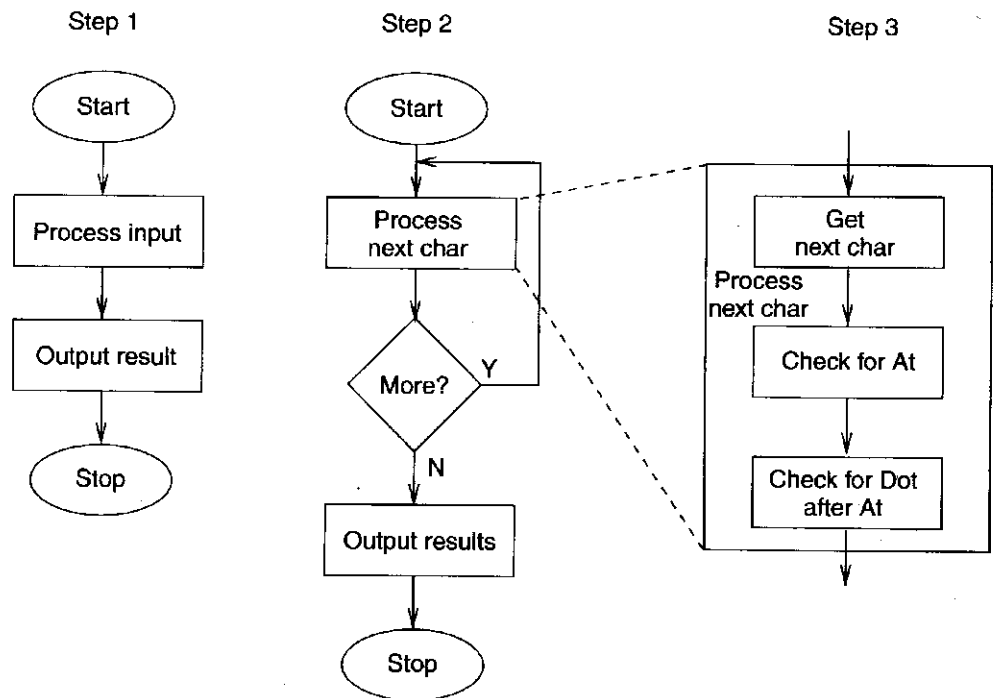 Step 1
Start
Process input
Output result
Stop
Step 2
Start
Process
next char
More?
Y
N
Output results
Stop
Step 3
Get
next char
Process
next char
Check for At
Check for Dot
after At